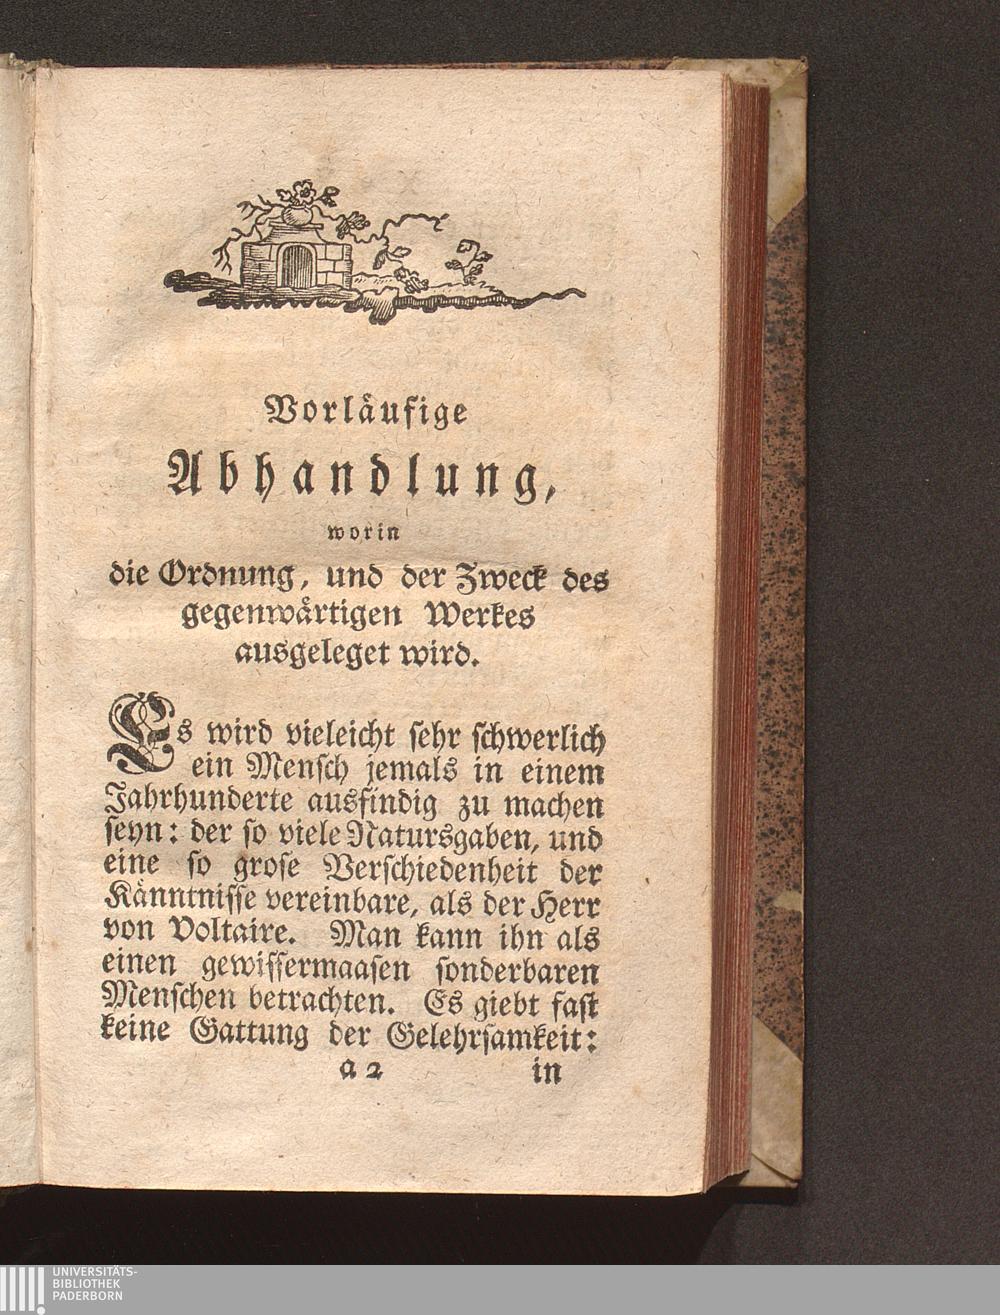 Vorläufige
Abhandlung,
worin
die Ordnung, und der Zweck des
gegenwärtigen Werkes
ausgeleget wird.
Es wird vieleicht sehr schwerlich
ein Mensch jemals in einem
Jahrhunderte ausfindig zu machen
seyn: der so viele Natursgaben, und
eine so grose Verschiedenheit der
Känntnisse vereinbare, als der Herr
von Voltaire. Man kann ihn als
einen gewissermaasen sonderbaren
Menschen betrachten. Es giebt fast
keine Gattung der Gelehrsamkeit:
a 2 in
UNIVERSITÄTS-
BIBLIOTHEK
PADERBORN